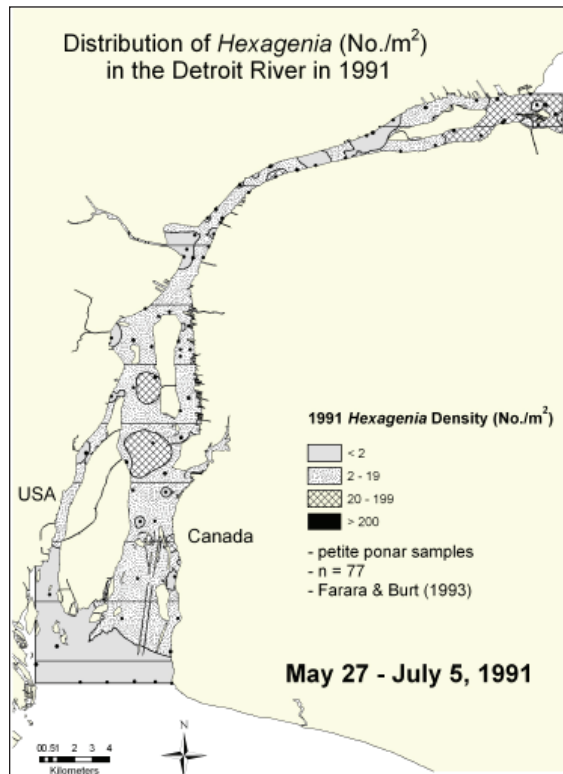 Distribution of Hexagenia (No./m²)
in the Detroit River in 1991
1991 Hexagenia Density (No./m²)
< 2
2 - 19
20 - 199
> 200
USA
Canada
- petite ponar samples
- n = 77
- Farara & Burt (1993)
May 27 - July 5, 1991
N
00.51 2 3 4
Kilometers